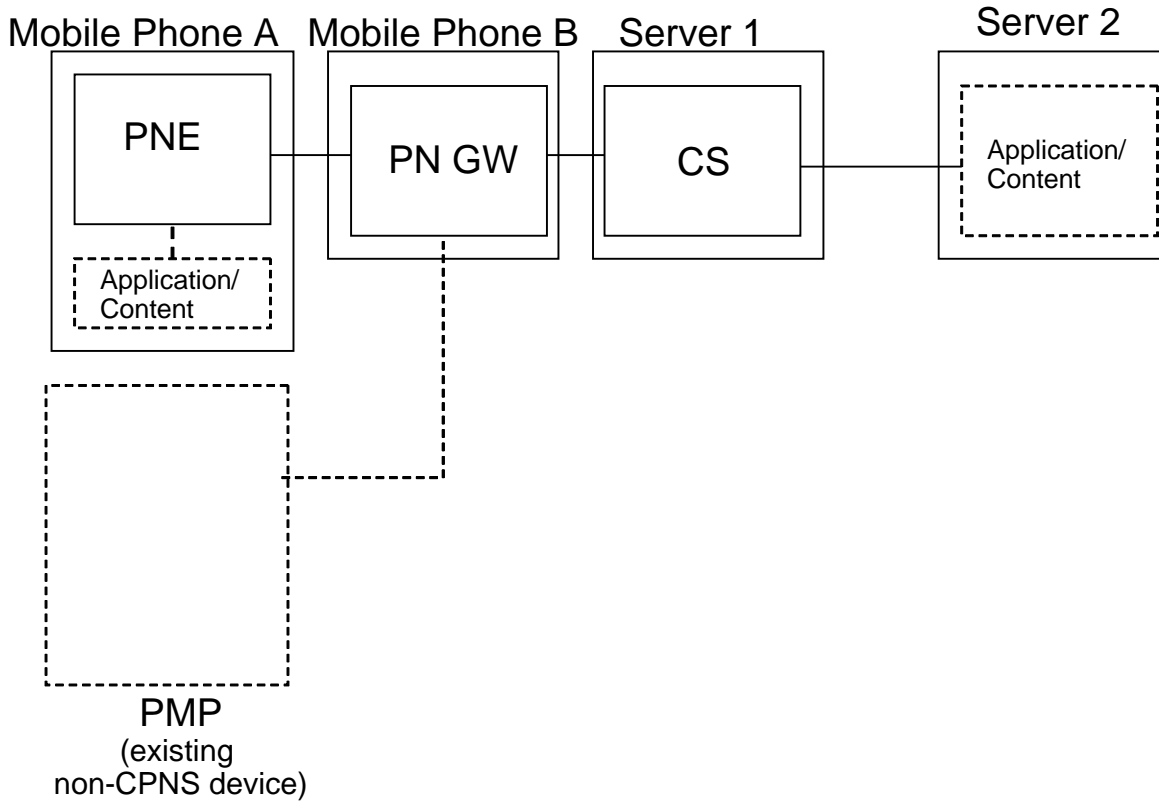 Mobile Phone A
Mobile Phone B
Server 1
Server 2
PNE
PN GW
CS
Application/
Content
Application/
Content
PMP
(existing
non-CPNS device)